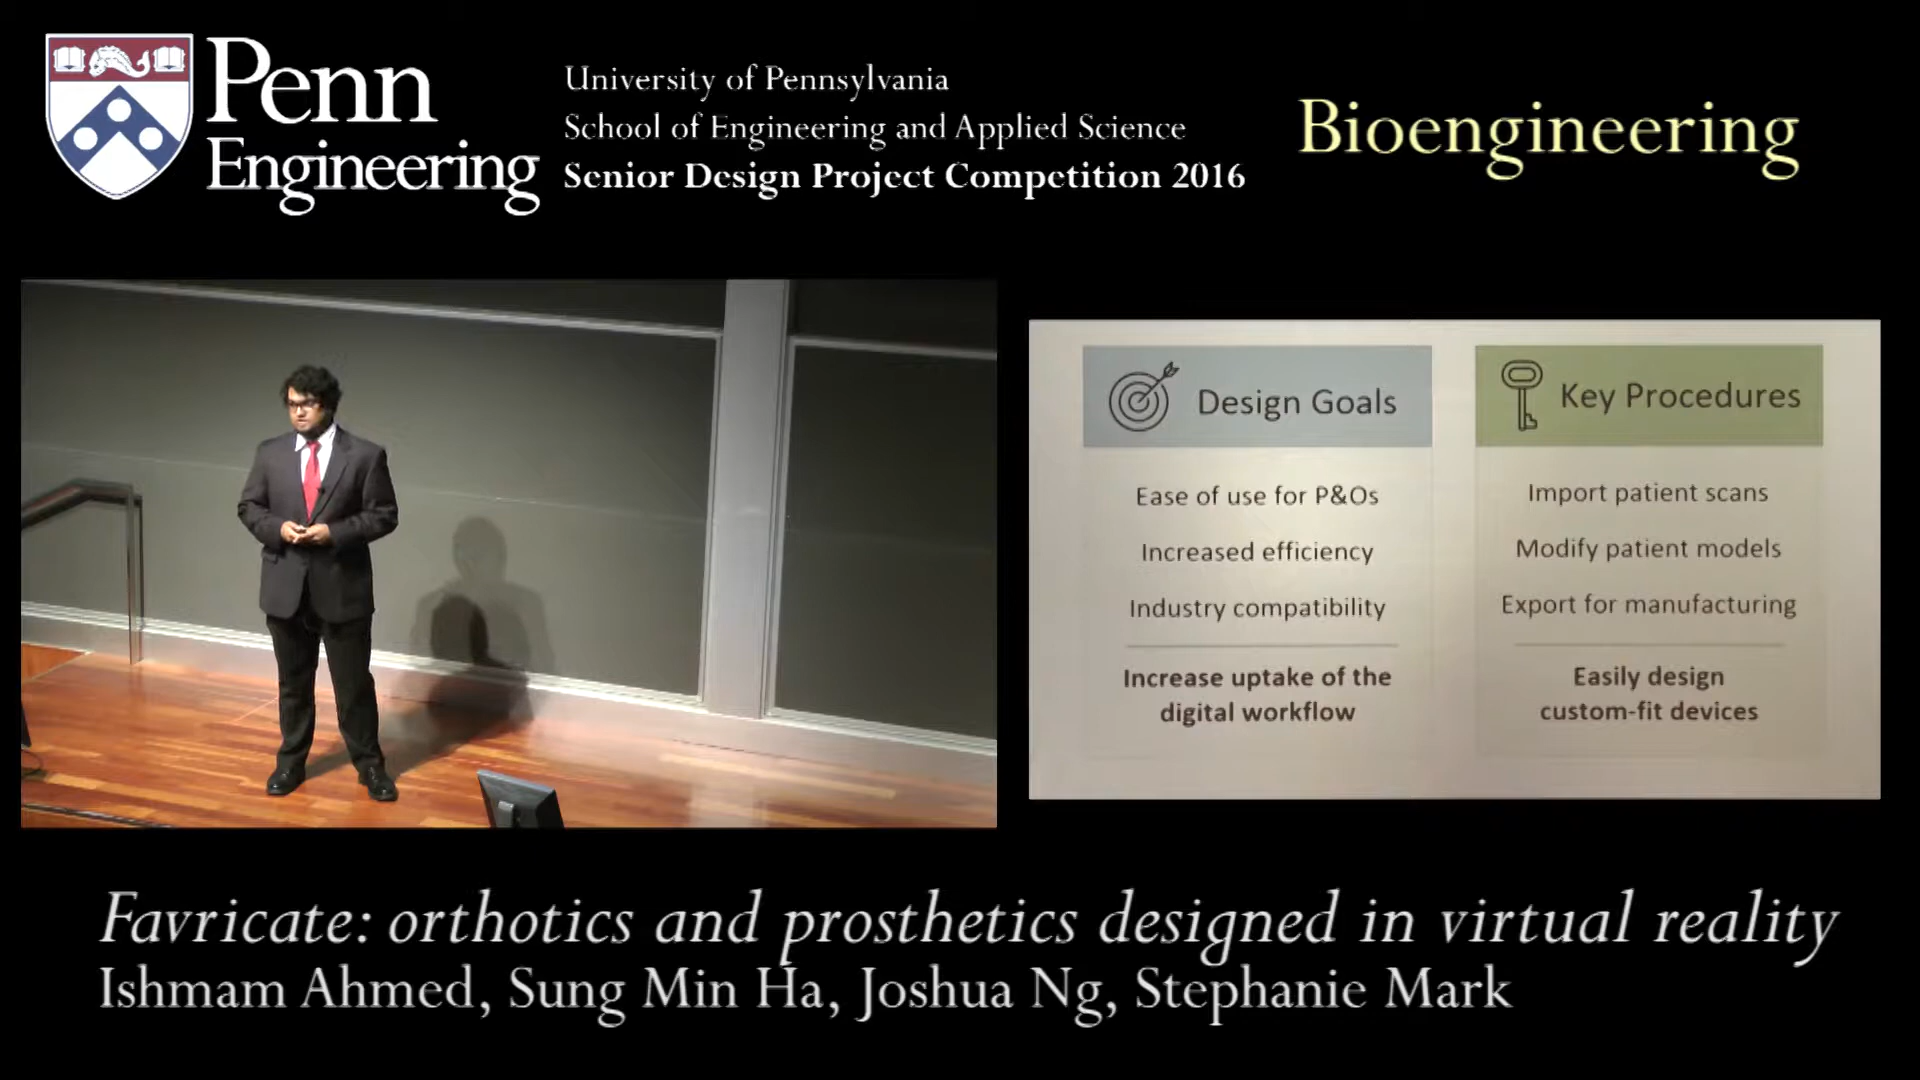 Penn
Engineering
University of Pennsylvania
School of Engineering and Applied Science
Senior Design Project Competition 2016
Bioengineering
Design Goals
Ease of use for P&Os
Increased efficiency
Industry compatibility
Increase uptake of the
digital workflow
Key Procedures
Import patient scans
Modify patient models
Export for manufacturing
Easily design
custom-fit devices
Favricate: orthotics and prosthetics designed in virtual reality
Ishmam Ahmed, Sung Min Ha, Joshua Ng, Stephanie Mark